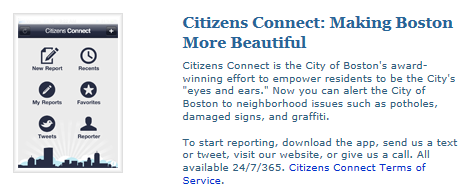 Citizens Connect
New Report
Recents
My Reports
Favorites
Tweets
Reporter
Citizens Connect: Making Boston
More Beautiful
Citizens Connect is the City of Boston's award-
winning effort to empower residents to be the City's
"eyes and ears." Now you can alert the City of
Boston to neighborhood issues such as potholes,
damaged signs, and graffiti.
To start reporting, download the app, send us a text
or tweet, visit our website, or give us a call. All
available 24/7/365. Citizens Connect Terms of
Service.